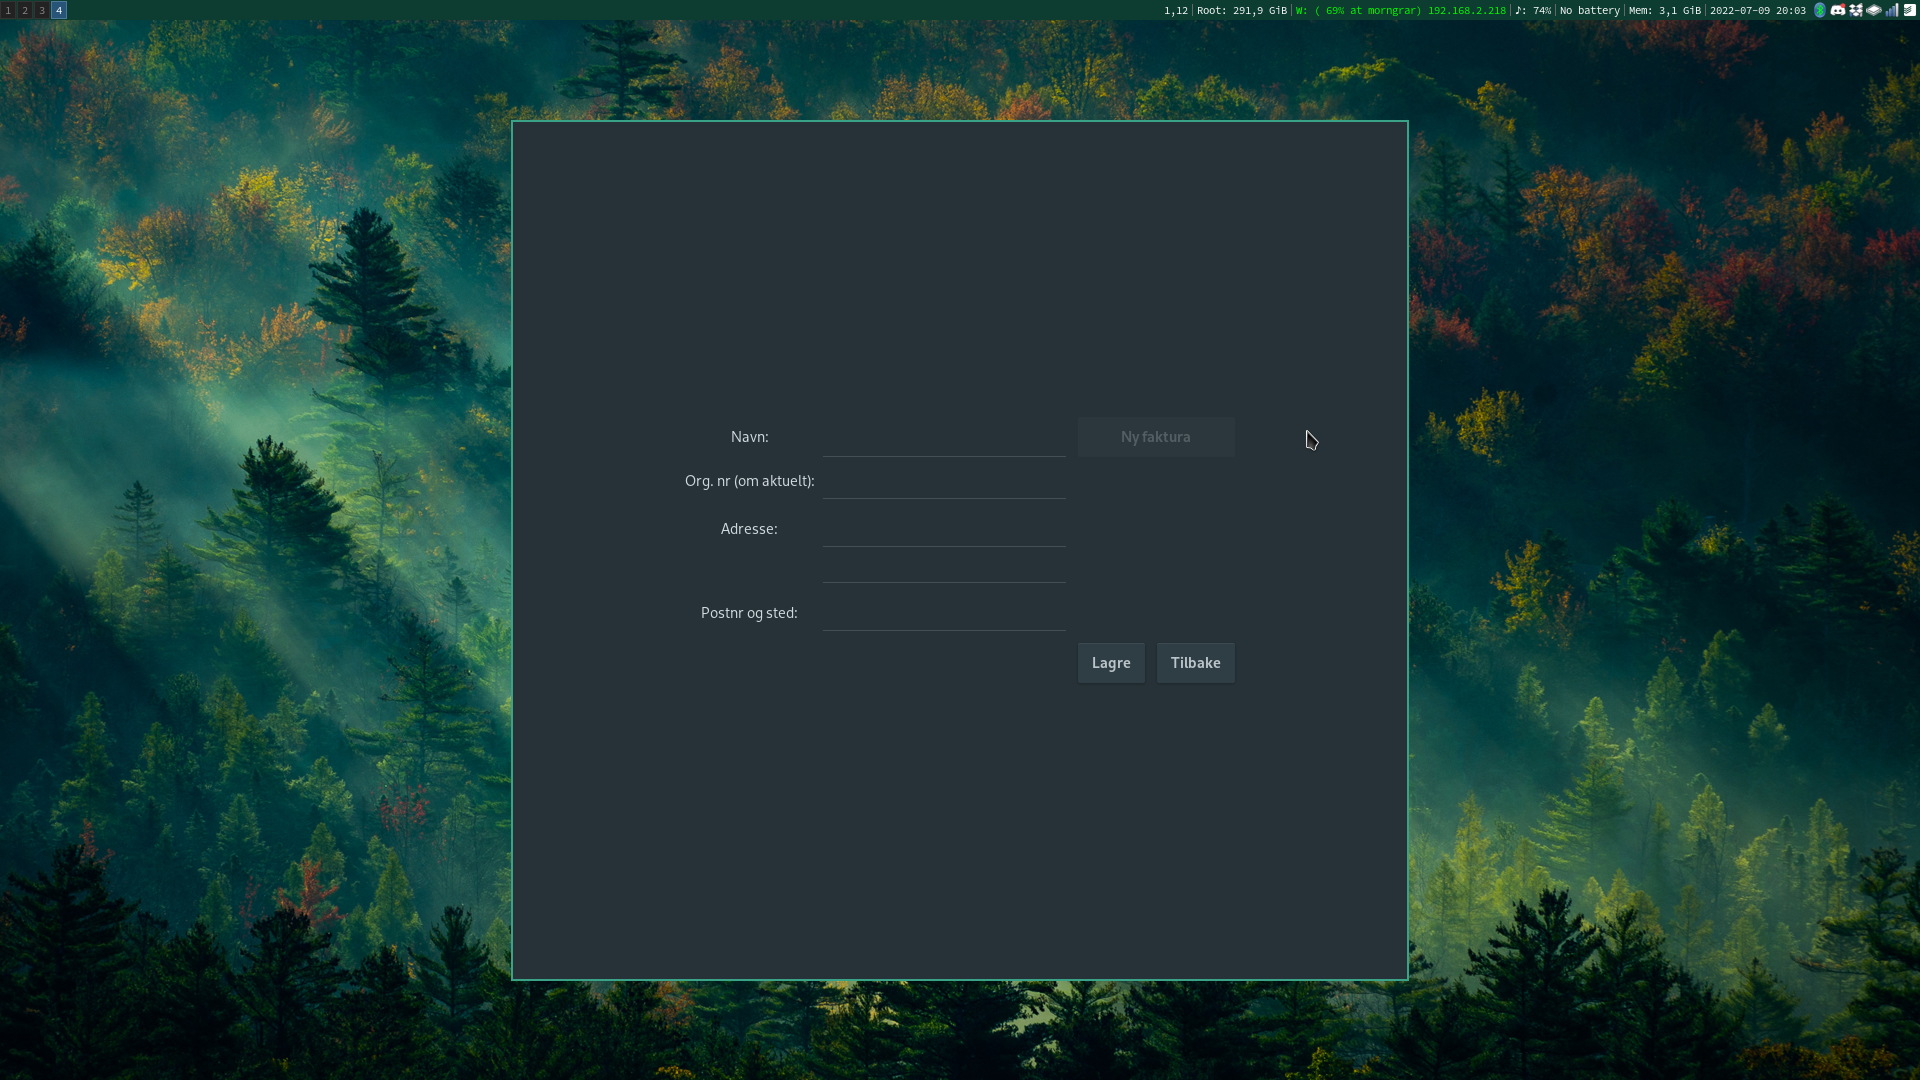 1 2 3 4
1,12 Root: 291,9 GiB W: ( 69% at morngrar) 192.168.2.218 ♪: 74% No battery Mem: 3,1 GiB 2022-07-09 20:03
Navn:
Ny faktura
Org. nr (om aktuelt):
Adresse:
Postnr og sted:
Lagre Tilbake